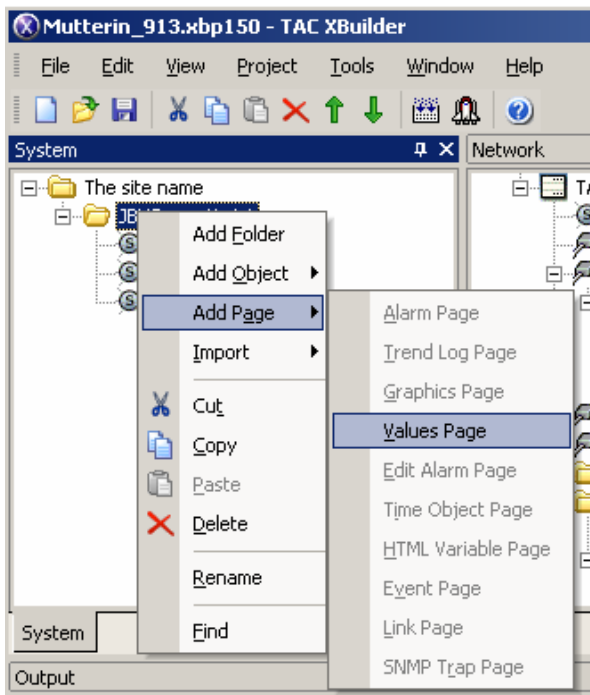 Mutterin_913.xbp150 - TAC XBuilder
File Edit View Project Tools Window Help
System
Network
The site name
Add Folder
Add Object
Add Page
Import
Cut
Copy
Paste
Delete
Rename
Find
Alarm Page
Trend Log Page
Graphics Page
Values Page
Edit Alarm Page
Time Object Page
HTML Variable Page
Event Page
Link Page
SNMP Trap Page
System
Output